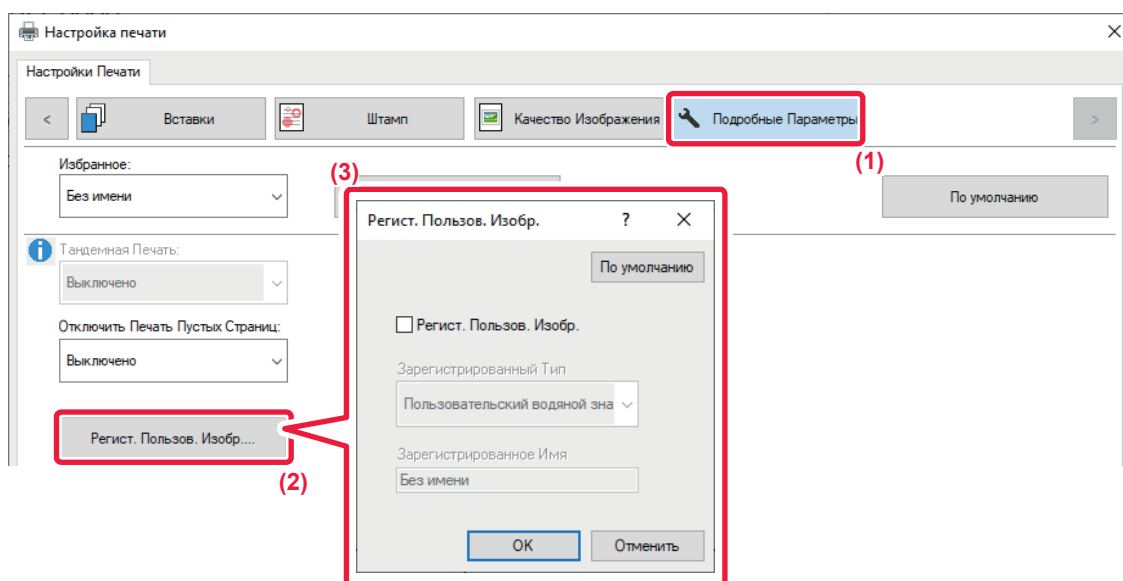 Настройка печати
Настройки Печати
< Вставки Штамп Качество Изображения Подробные Параметры >
(1)
Избранное:
(3)
Без имени
По умолчанию
Регист. Пользов. Изобр. ?
Тандемная Печать:
По умолчанию
Выключено
Отключить Печать Пустых Страниц:
Регист. Пользов. Изобр.
Выключено
Зарегистрированный Тип
Пользовательский водяной зна
Регист. Пользов. Изобр....
Зарегистрированное Имя
(2)
Без имени
OK Отменить